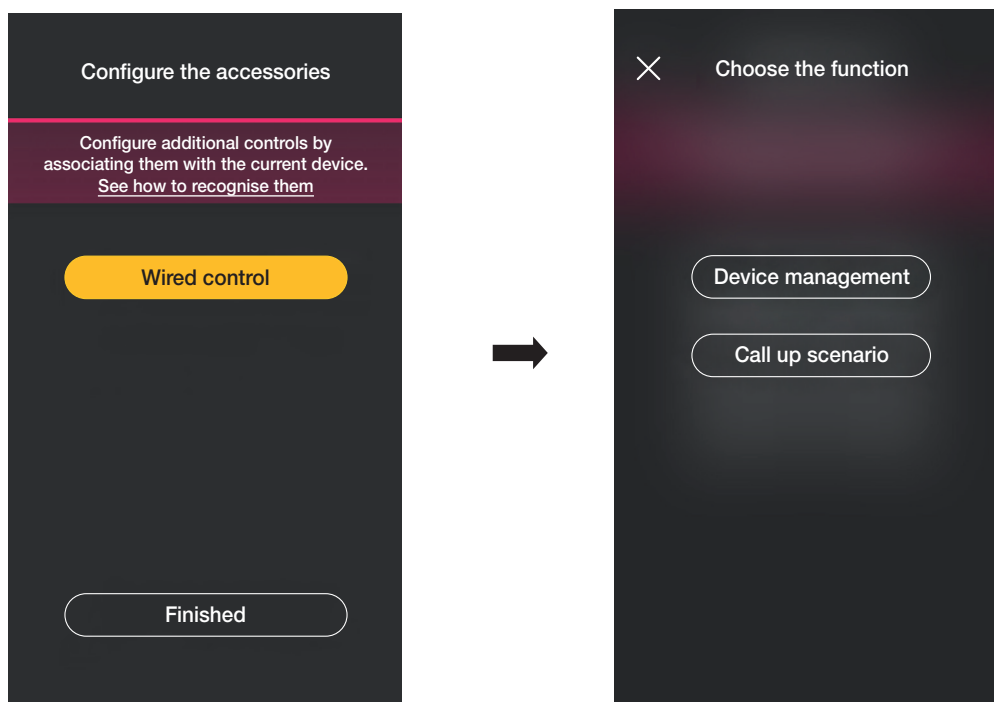 Configure the accessories
Configure additional controls by
associating them with the current device.
See how to recognise them
Wired control
Finished
Choose the function
Device management
Call up scenario